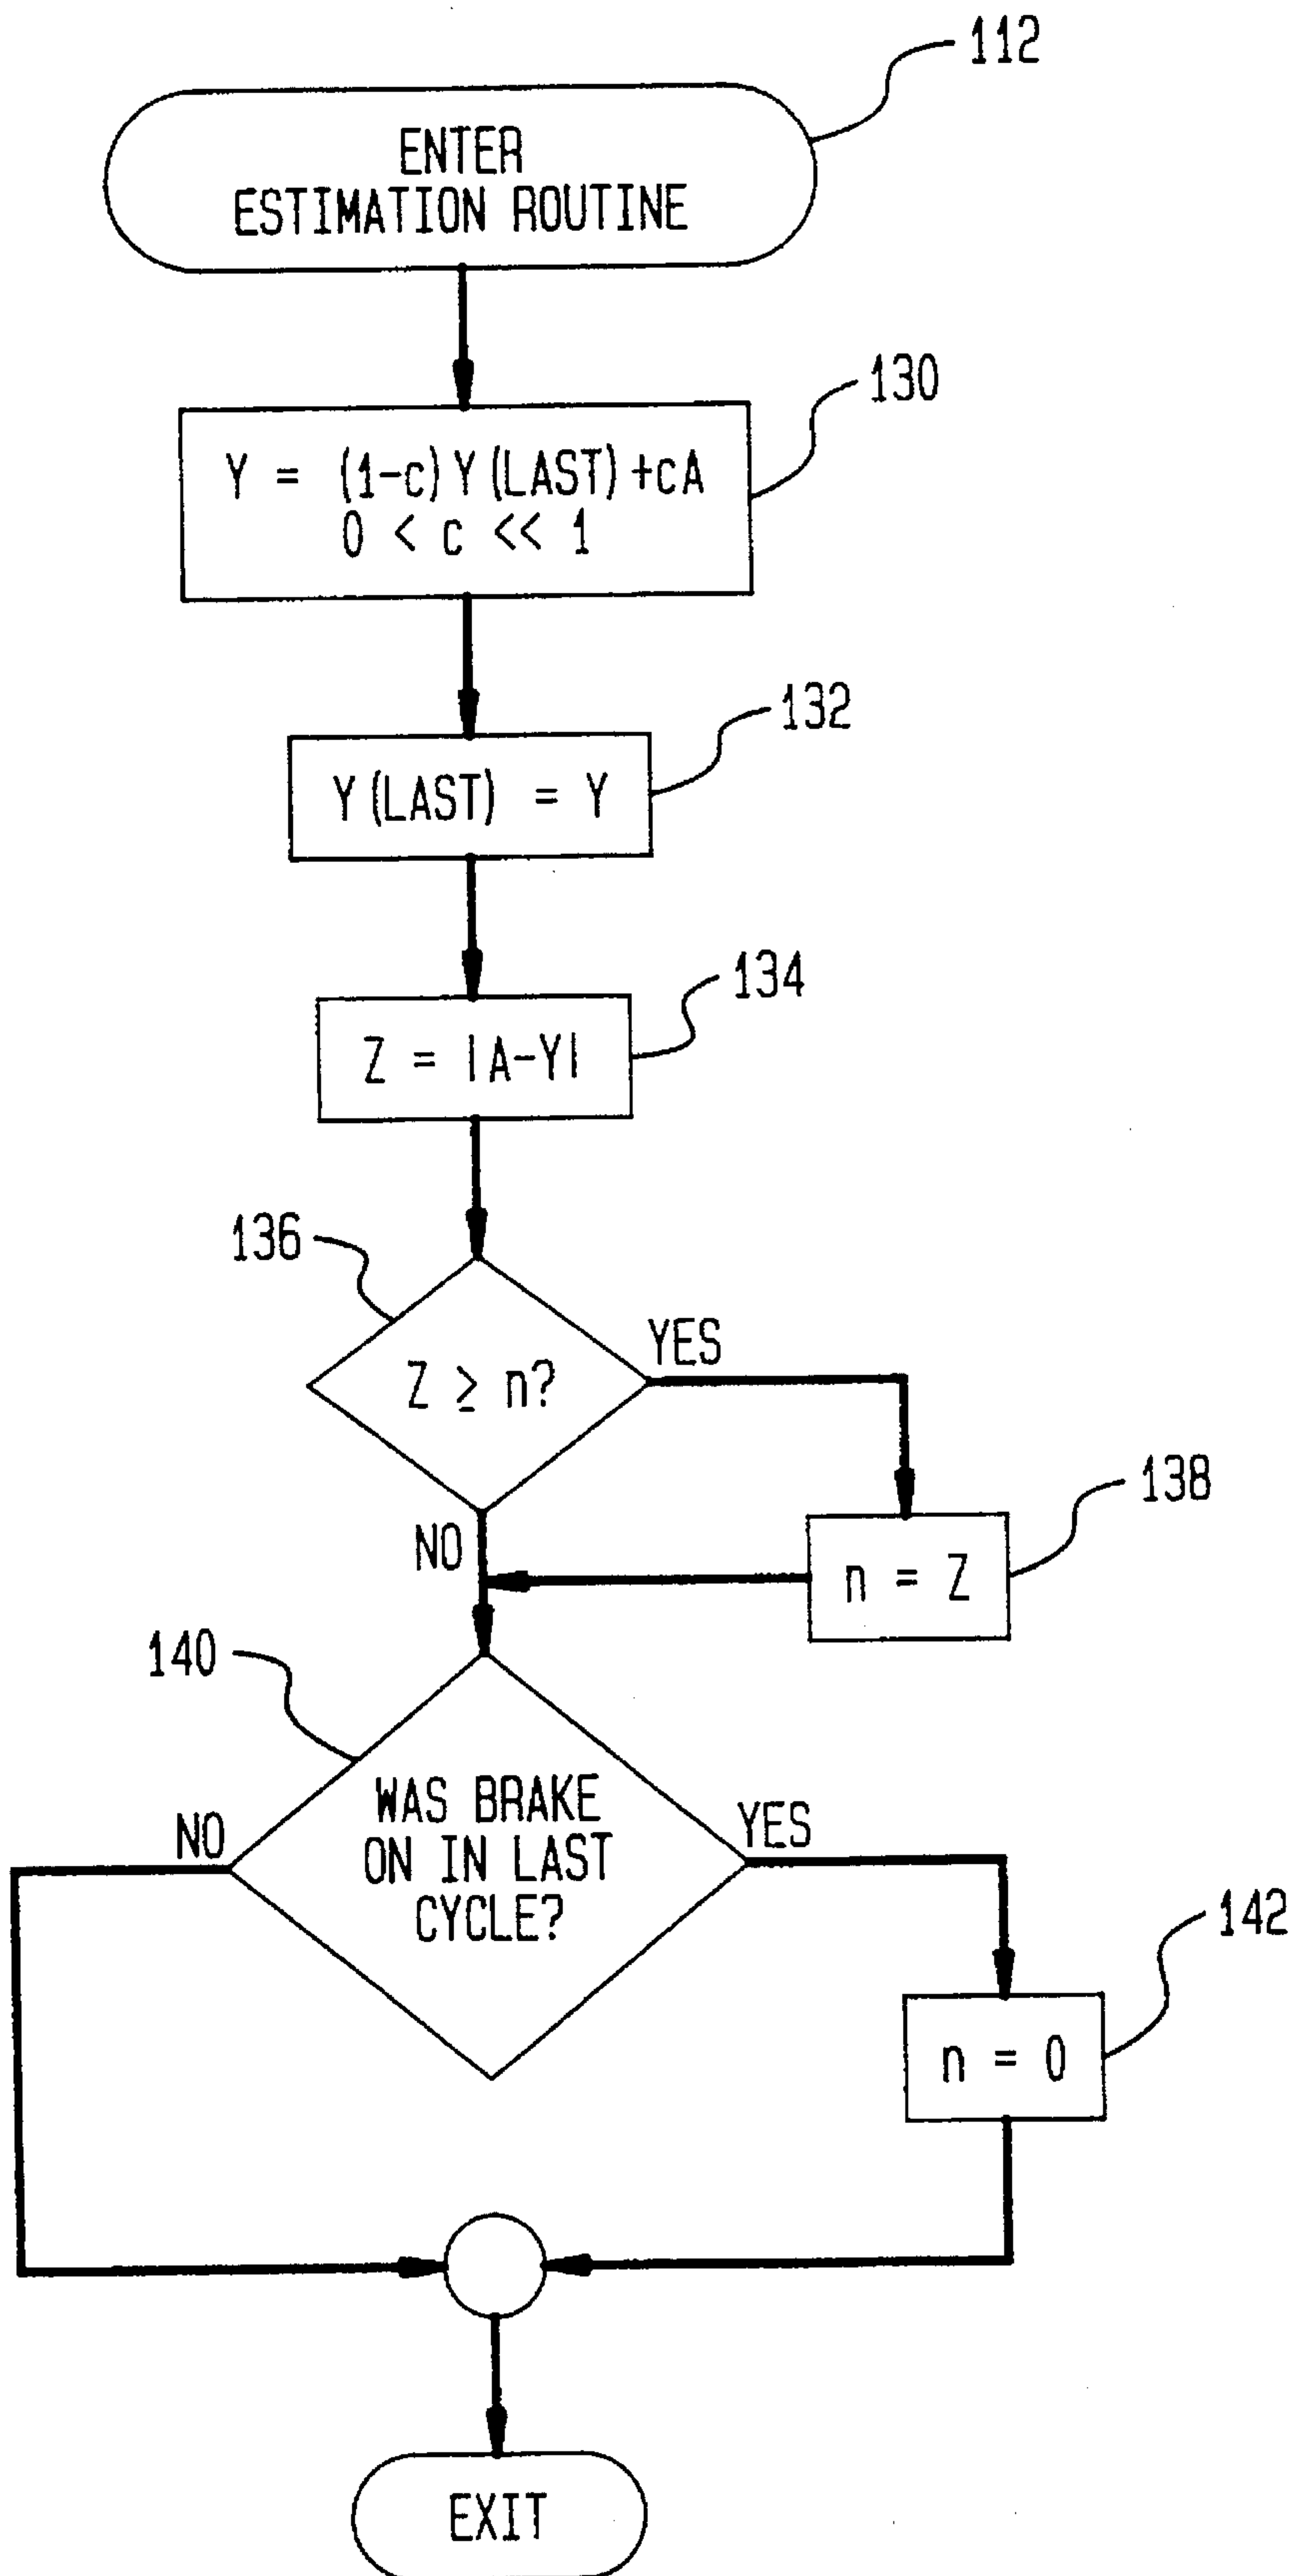 112
ENTER
ESTIMATION ROUTINE
130
Y = (1-c)Y(LAST)+cA
0 < c << 1
132
Y(LAST) = Y
134
Z = |A-Y|
136
Z ≥ n?
YES
NO
138
n = Z
140
WAS BRAKE
ON IN LAST
CYCLE?
NO
YES
142
n = 0
EXIT